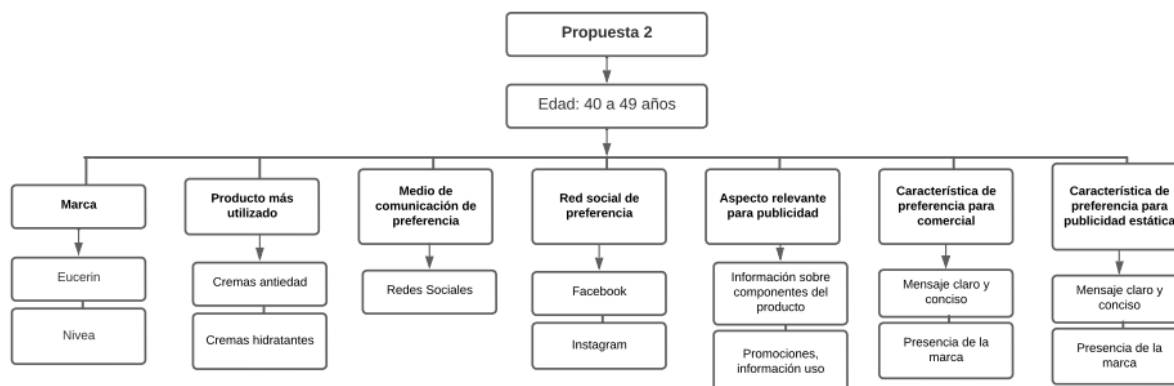 Propuesta 2
Edad: 40 a 49 años
Marca
Eucerin
Nivea
Producto más
utilizado
Cremas antiedad
Cremas hidratantes
Medio de
comunicación de
preferencia
Redes Sociales
Red social de
preferencia
Facebook
Instagram
Aspecto relevante
para publicidad
Información sobre
componentes del
producto
Promociones,
información uso
Característica de
preferencia para
comercial
Mensaje claro y
conciso
Presencia de la
marca
Característica de
preferencia para
publicidad estática
Mensaje claro y
conciso
Presencia de la
marca